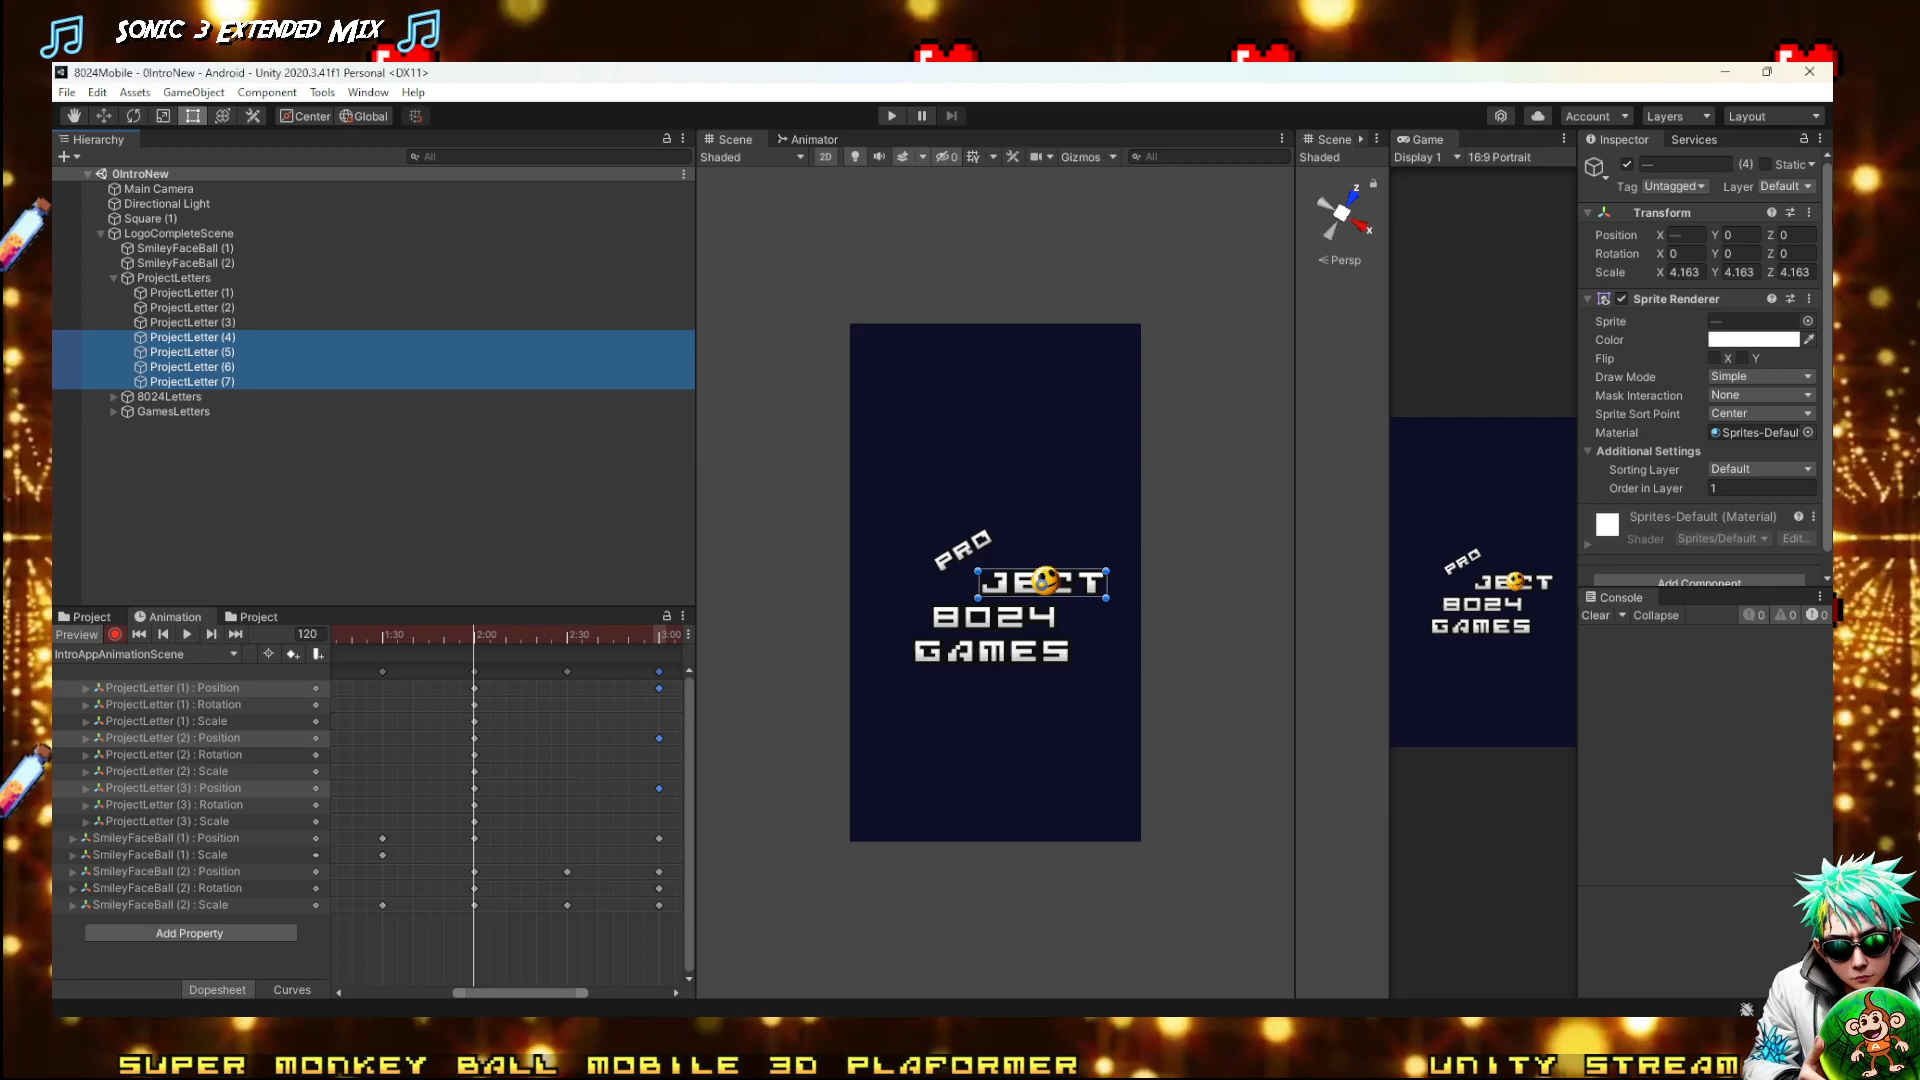 Sonic 3 Extended Mix
8024Mobile - 0IntroNew - Android - Unity 2020.3.41f1 Personal <DX11>
File Edit Assets GameObject Component Tools Window Help
Center Global Account Layers Layout
Hierarchy
All
0IntroNew
Main Camera
Directional Light
Square (1)
LogoCompleteScene
SmileyFaceBall (1)
SmileyFaceBall (2)
ProjectLetters
ProjectLetter (1)
ProjectLetter (2)
ProjectLetter (3)
ProjectLetter (4)
ProjectLetter (5)
ProjectLetter (6)
ProjectLetter (7)
8024Letters
GamesLetters
Scene Animator
Shaded 2D 0 Gizmos All
PRO
JECT
8024
GAMES
Scene
Shaded
z
x
Persp
Game
Display 1 16:9 Portrait
PRO
JECT
8024
GAMES
Inspector Services
— (4) Static
Tag Untagged Layer Default
Transform
Position X — Y 0 Z 0
Rotation X 0 Y 0 Z 0
Scale X 4.163 Y 4.163 Z 4.163
Sprite Renderer
Sprite —
Color
Flip X Y
Draw Mode Simple
Mask Interaction None
Sprite Sort Point Center
Material Sprites-Defaul
Additional Settings
Sorting Layer Default
Order in Layer 1
Sprites-Default (Material)
Shader Sprites/Default Edit...
Add Component
Console
Clear Collapse 0 0 0
Project Animation Project
Preview 120 1:30 2:00 2:30 3:00
IntroAppAnimationScene
ProjectLetter (1) : Position
ProjectLetter (1) : Rotation
ProjectLetter (1) : Scale
ProjectLetter (2) : Position
ProjectLetter (2) : Rotation
ProjectLetter (2) : Scale
ProjectLetter (3) : Position
ProjectLetter (3) : Rotation
ProjectLetter (3) : Scale
SmileyFaceBall (1) : Position
SmileyFaceBall (1) : Scale
SmileyFaceBall (2) : Position
SmileyFaceBall (2) : Rotation
SmileyFaceBall (2) : Scale
Add Property
Dopesheet Curves
SUPER MONKEY BALL MOBILE 3D PLAFORMER
UNITY STREAM